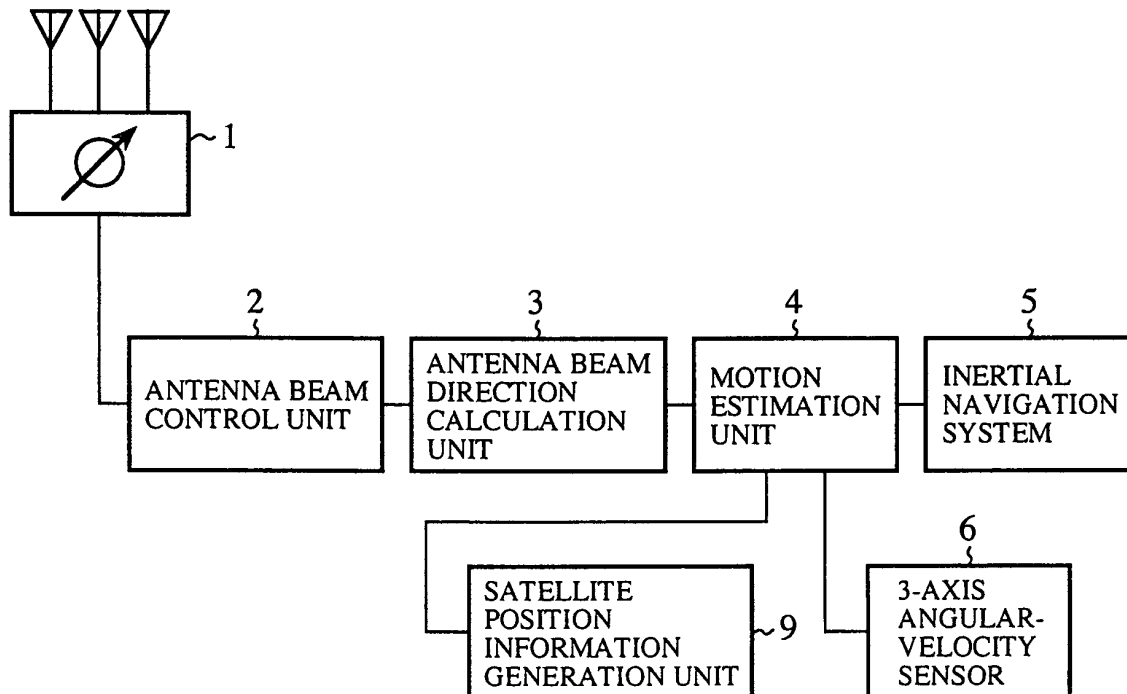 1
2
3
4
5
ANTENNA BEAM
CONTROL UNIT
ANTENNA BEAM
DIRECTION
CALCULATION
UNIT
MOTION
ESTIMATION
UNIT
INERTIAL
NAVIGATION
SYSTEM
6
SATELLITE
POSITION
INFORMATION
GENERATION UNIT
9
3-AXIS
ANGULAR-
VELOCITY
SENSOR